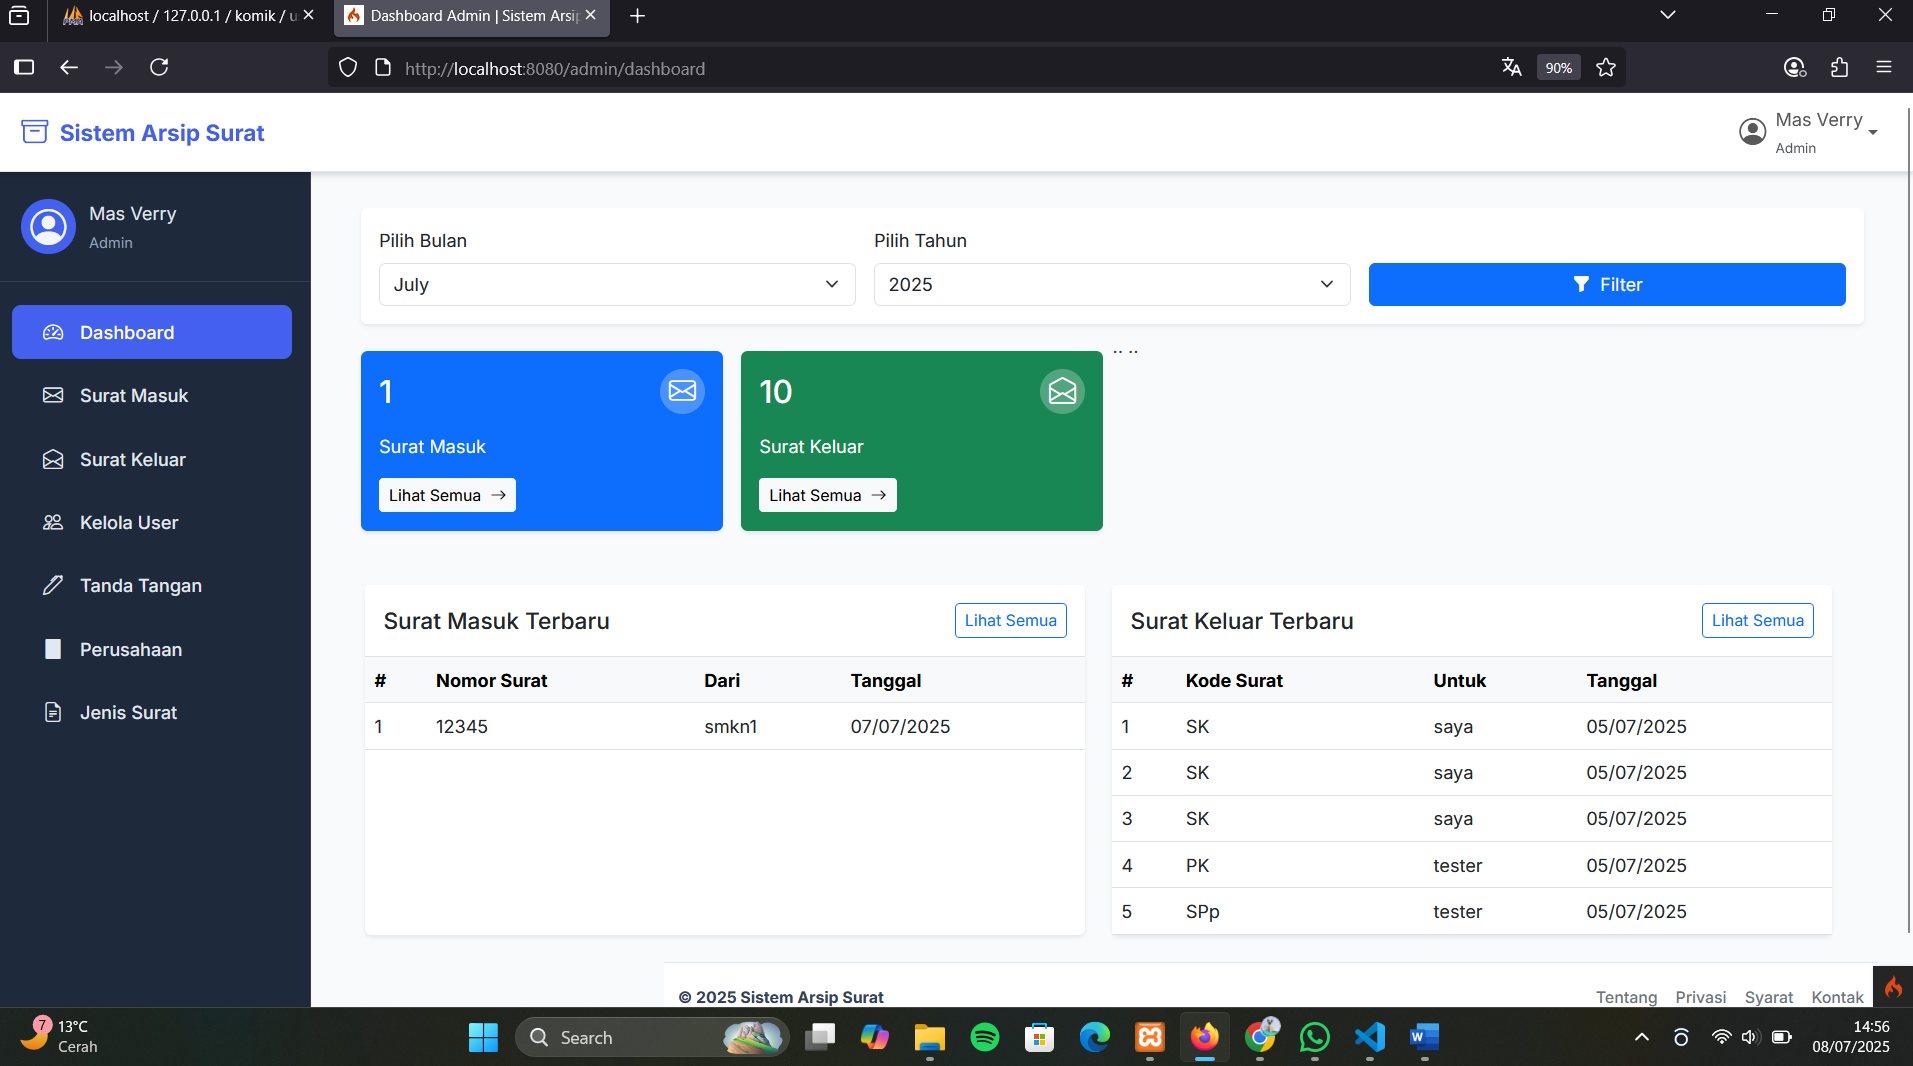 localhost / 127.0.0.1 / komik / u
Dashboard Admin | Sistem Arsip
http://localhost:8080/admin/dashboard
90%
Sistem Arsip Surat
Mas Verry
Admin
Mas Verry
Admin
Dashboard
Surat Masuk
Surat Keluar
Kelola User
Tanda Tangan
Perusahaan
Jenis Surat
Pilih Bulan
Pilih Tahun
July
2025
Filter
1
Surat Masuk
Lihat Semua
10
Surat Keluar
Lihat Semua
.. ..
Surat Masuk Terbaru
Lihat Semua
# Nomor Surat Dari Tanggal
1 12345 smkn1 07/07/2025
Surat Keluar Terbaru
Lihat Semua
# Kode Surat Untuk Tanggal
1 SK saya 05/07/2025
2 SK saya 05/07/2025
3 SK saya 05/07/2025
4 PK tester 05/07/2025
5 SPp tester 05/07/2025
© 2025 Sistem Arsip Surat
Tentang Privasi Syarat Kontak
7
13°C
Cerah
Search
14:56
08/07/2025